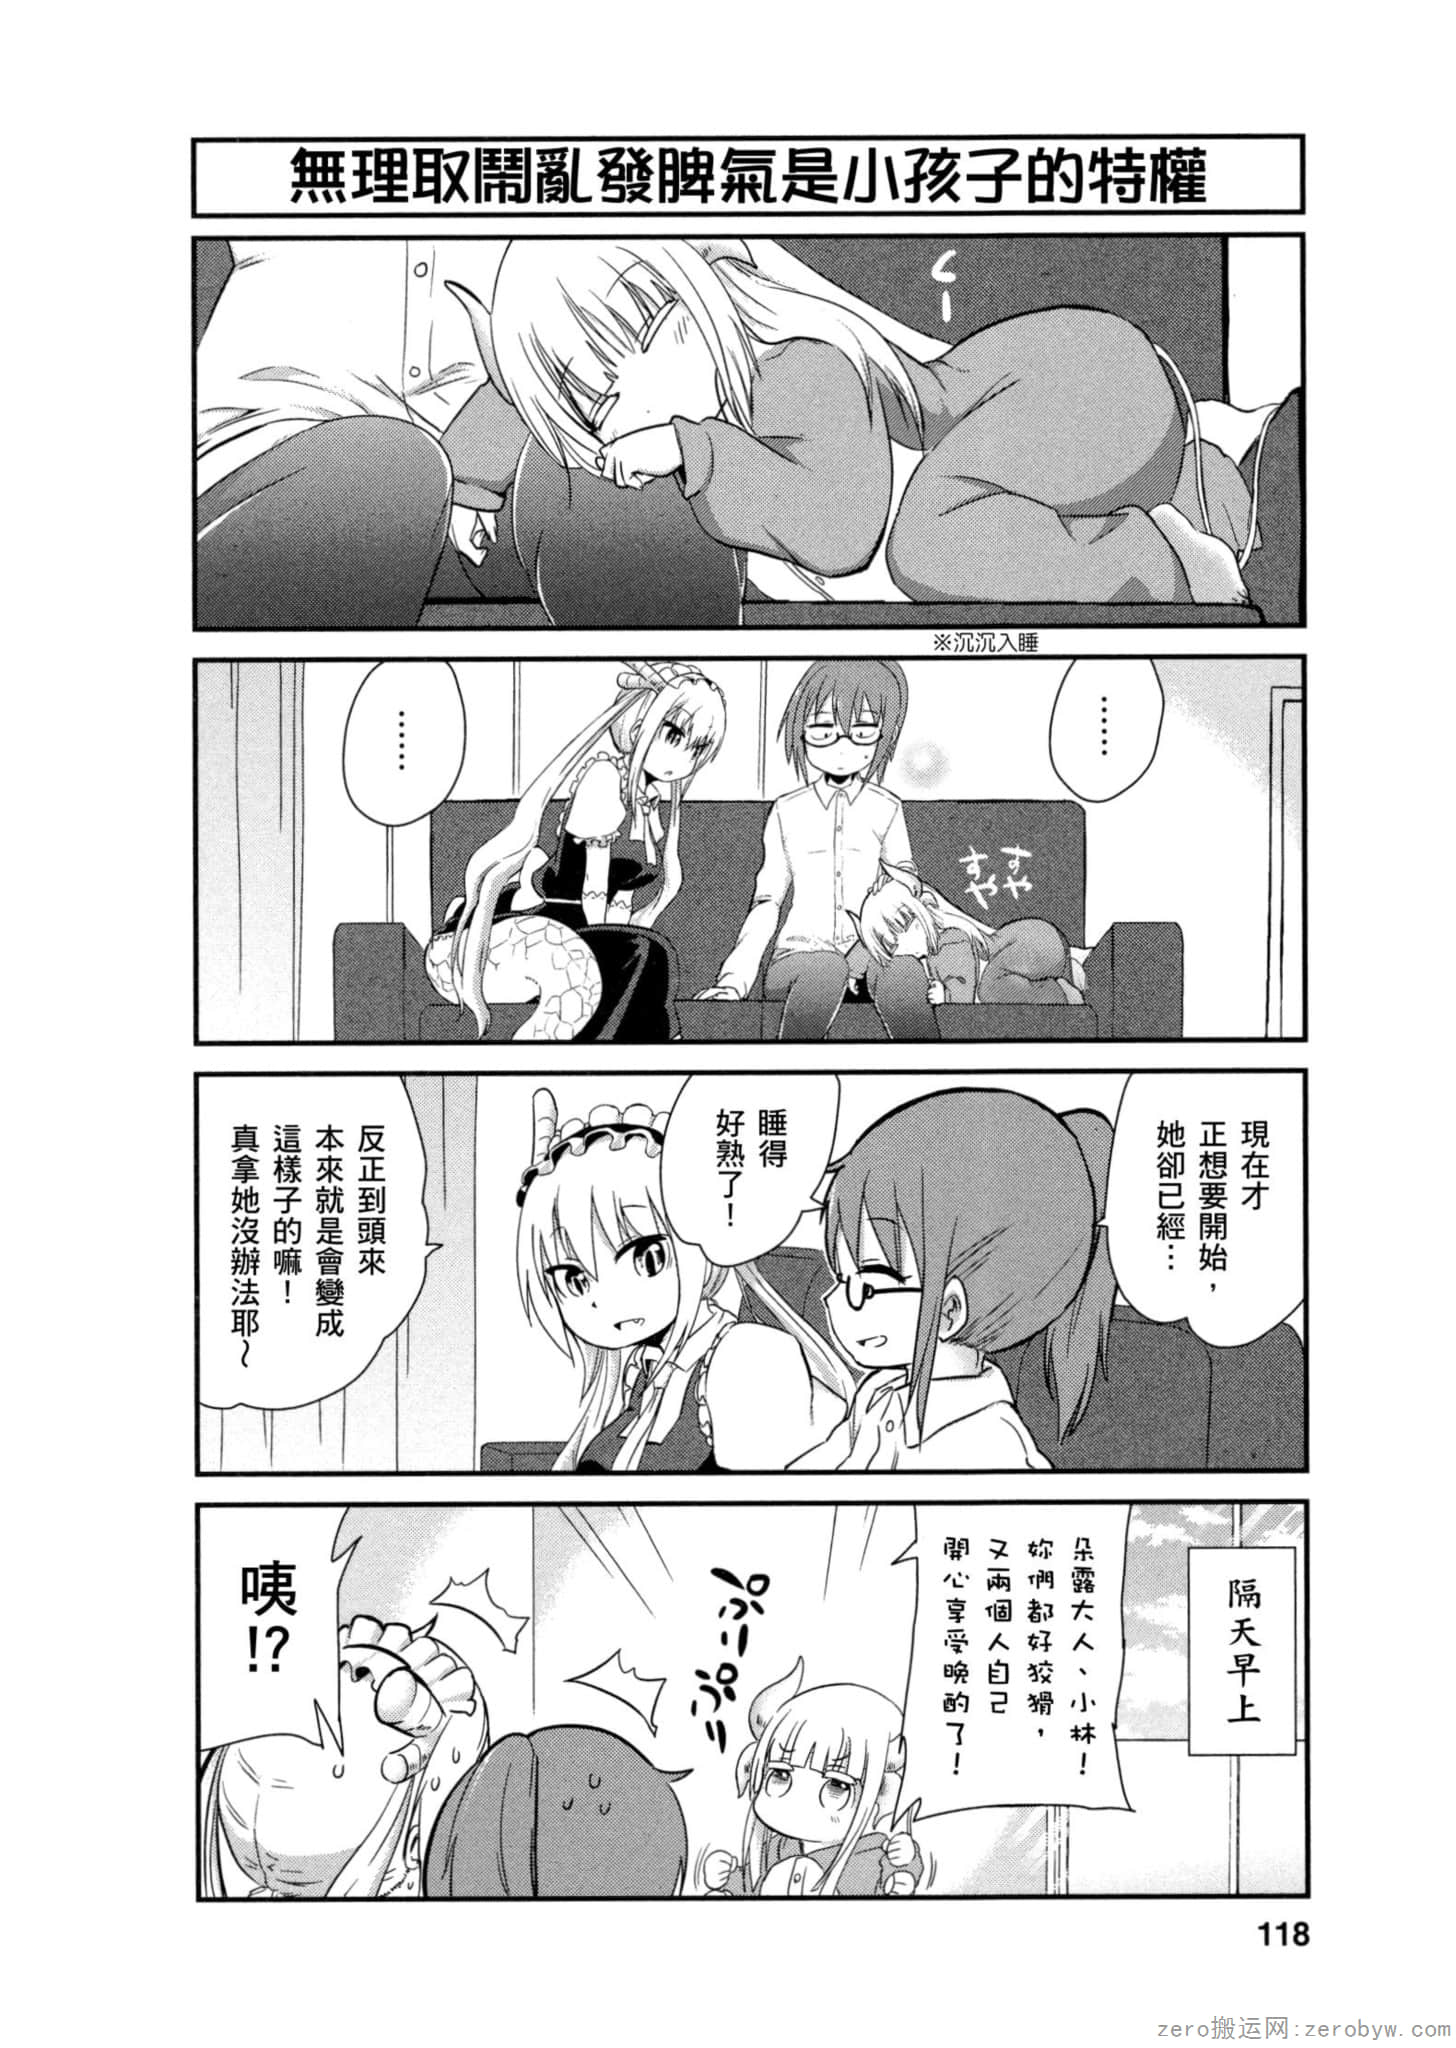 無理取鬧亂發脾氣是小孩子的特權
くー
※沉沉入睡
……
すや
すや
……
現在才
正想要開始，
她卻已經…
睡得
好熟了！
反正到頭來
本來就是會變成
這樣子的嘛！
真拿她沒辦法耶～
隔天早上
朵露大人、小林！
妳們都好狡猾，
又兩個人自己
開心享受晚酌了！
ぷーり
ぷり
咦
!?
118
zero搬运网:zerobyw.com